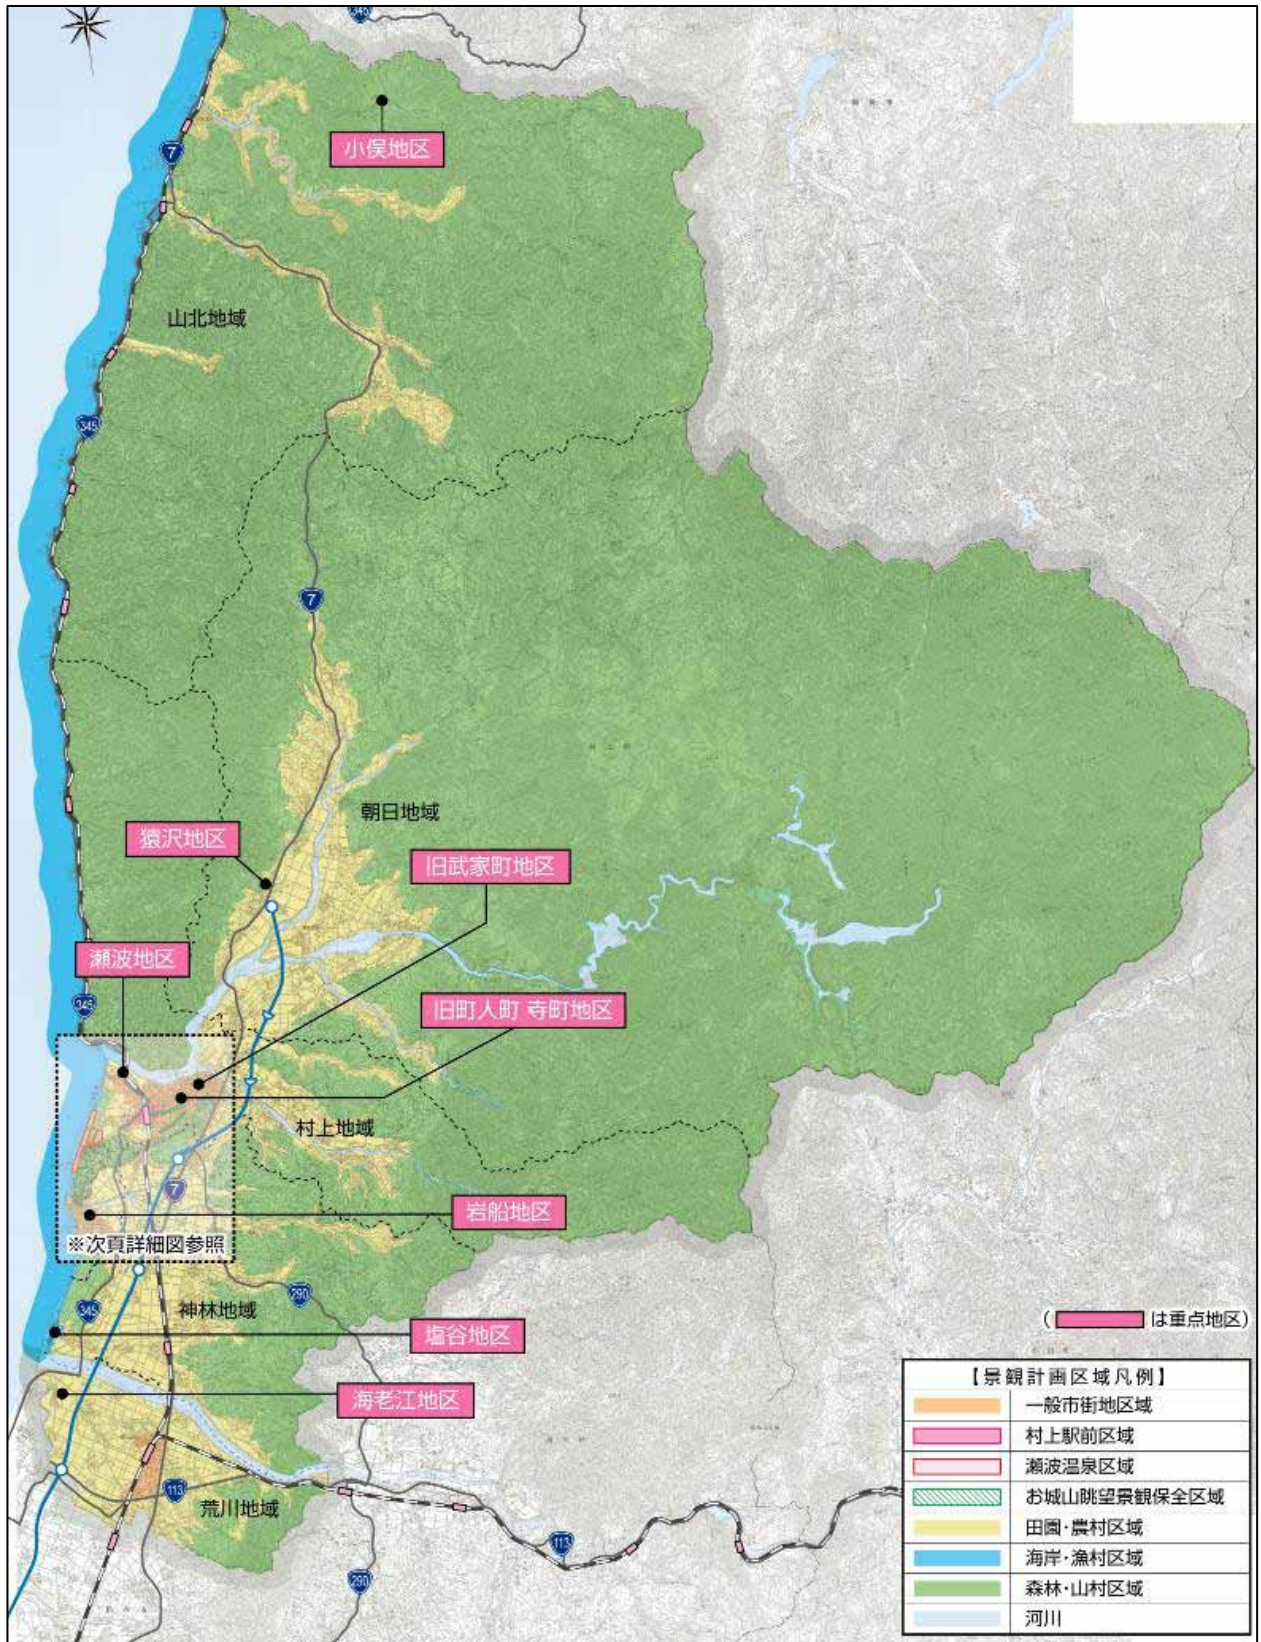 345
小俣地区
7
山北地域
345
7
朝日地域
猿沢地区
旧武家町地区
瀬波地区
345
旧町人町 寺町地区
村上地域
7
岩船地区
※次頁詳細図参照
290
345
神林地域
塩谷地区
(は重点地区)
海老江地区
113
荒川地域
113
290
【景観計画区域凡例】
一般市街地区域
村上駅前区域
瀬波温泉区域
お城山眺望景観保全区域
田園・農村区域
海岸・漁村区域
森林・山村区域
河川